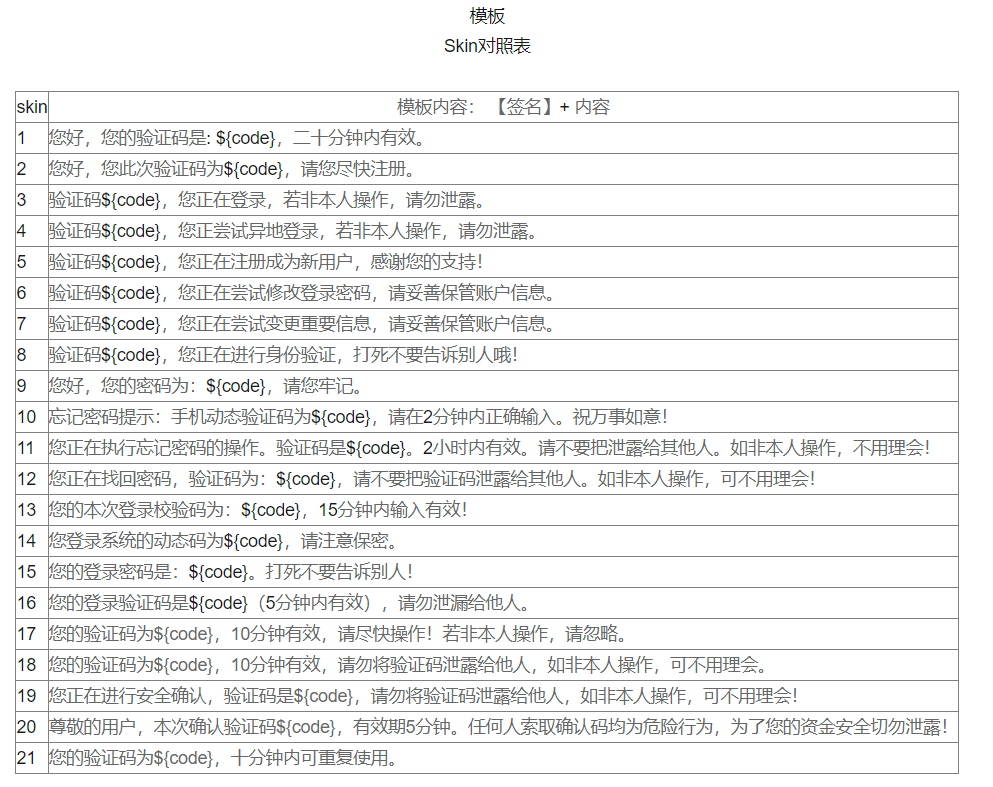 模板
Skin对照表
skin 模板内容： 【签名】+ 内容
1 您好，您的验证码是: ${code}，二十分钟内有效。
2 您好，您此次验证码为${code}，请您尽快注册。
3 验证码${code}，您正在登录，若非本人操作，请勿泄露。
4 验证码${code}，您正尝试异地登录，若非本人操作，请勿泄露。
5 验证码${code}，您正在注册成为新用户，感谢您的支持！
6 验证码${code}，您正在尝试修改登录密码，请妥善保管账户信息。
7 验证码${code}，您正在尝试变更重要信息，请妥善保管账户信息。
8 验证码${code}，您正在进行身份验证，打死不要告诉别人哦！
9 您好，您的密码为：${code}，请您牢记。
10 忘记密码提示：手机动态验证码为${code}，请在2分钟内正确输入。祝万事如意！
11 您正在执行忘记密码的操作。验证码是${code}。2小时内有效。请不要把泄露给其他人。如非本人操作，不用理会！
12 您正在找回密码，验证码为：${code}，请不要把验证码泄露给其他人。如非本人操作，可不用理会！
13 您的本次登录校验码为：${code}，15分钟内输入有效！
14 您登录系统的动态码为${code}，请注意保密。
15 您的登录密码是：${code}。打死不要告诉别人！
16 您的登录验证码是${code}（5分钟内有效），请勿泄漏给他人。
17 您的验证码为${code}，10分钟有效，请尽快操作！若非本人操作，请忽略。
18 您的验证码为${code}，10分钟有效，请勿将验证码泄露给他人，如非本人操作，可不用理会。
19 您正在进行安全确认，验证码是${code}，请勿将验证码泄露给他人，如非本人操作，可不用理会！
20 尊敬的用户，本次确认验证码${code}，有效期5分钟。任何人索取确认码均为危险行为，为了您的资金安全切勿泄露！
21 您的验证码为${code}，十分钟内可重复使用。